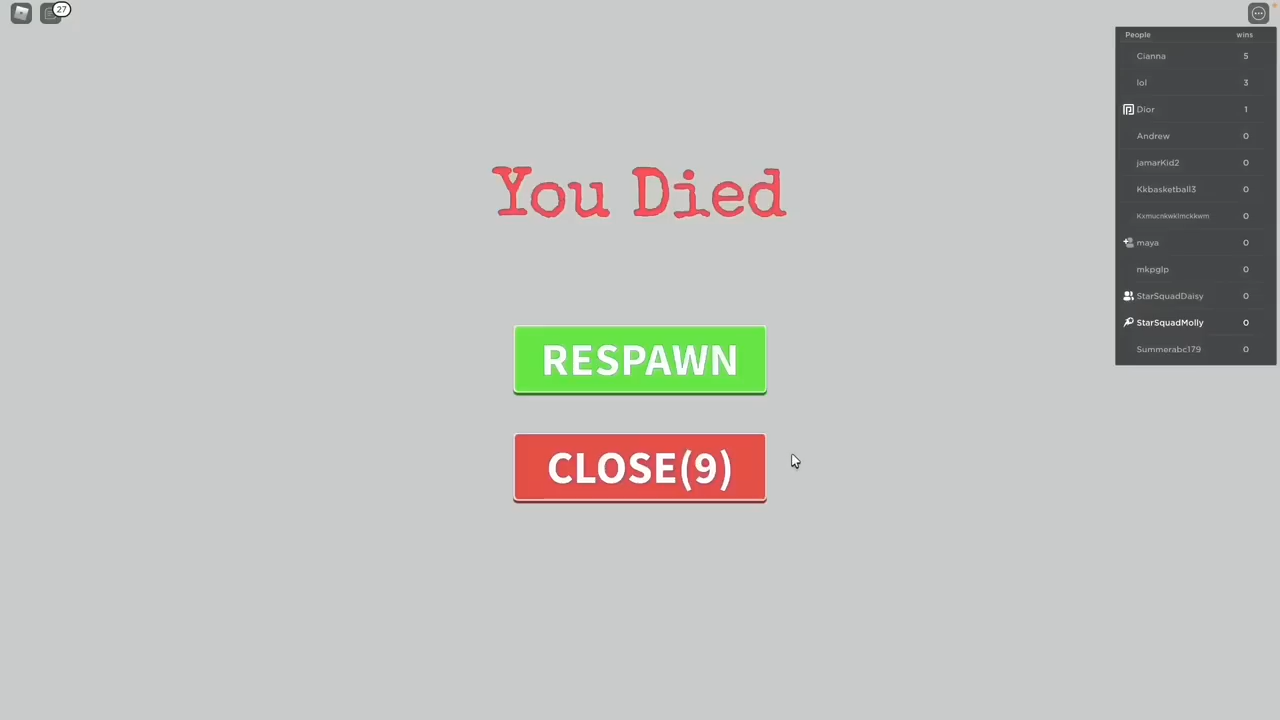 27
People wins
Cianna 5
lol 3
Dior 1
Andrew 0
jamarKid2 0
Kkbasketball3 0
Kxmucnkwklmckkwm 0
maya 0
mkpglp 0
StarSquadDaisy 0
StarSquadMolly 0
Summerabc179 0
You Died
RESPAWN
CLOSE(9)